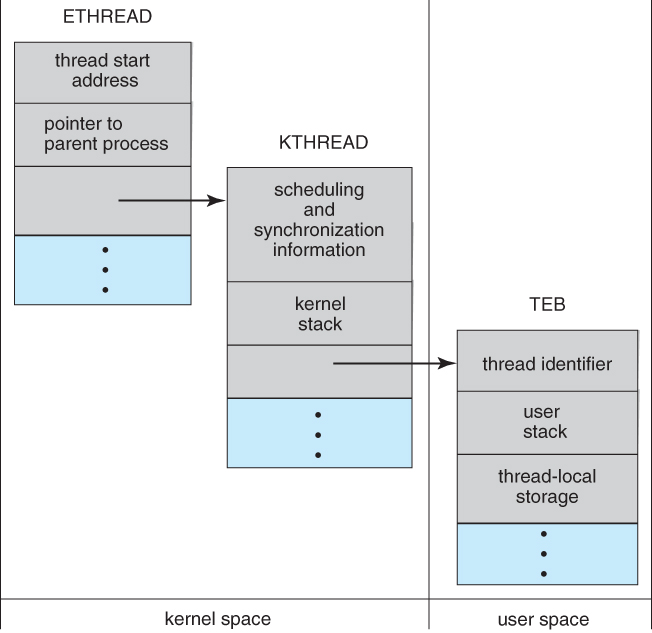 ETHREAD
thread start
address
pointer to
parent process
KTHREAD
scheduling
and
synchronization
information
kernel
stack
TEB
thread identifier
user
stack
thread-local
storage
kernel space
user space